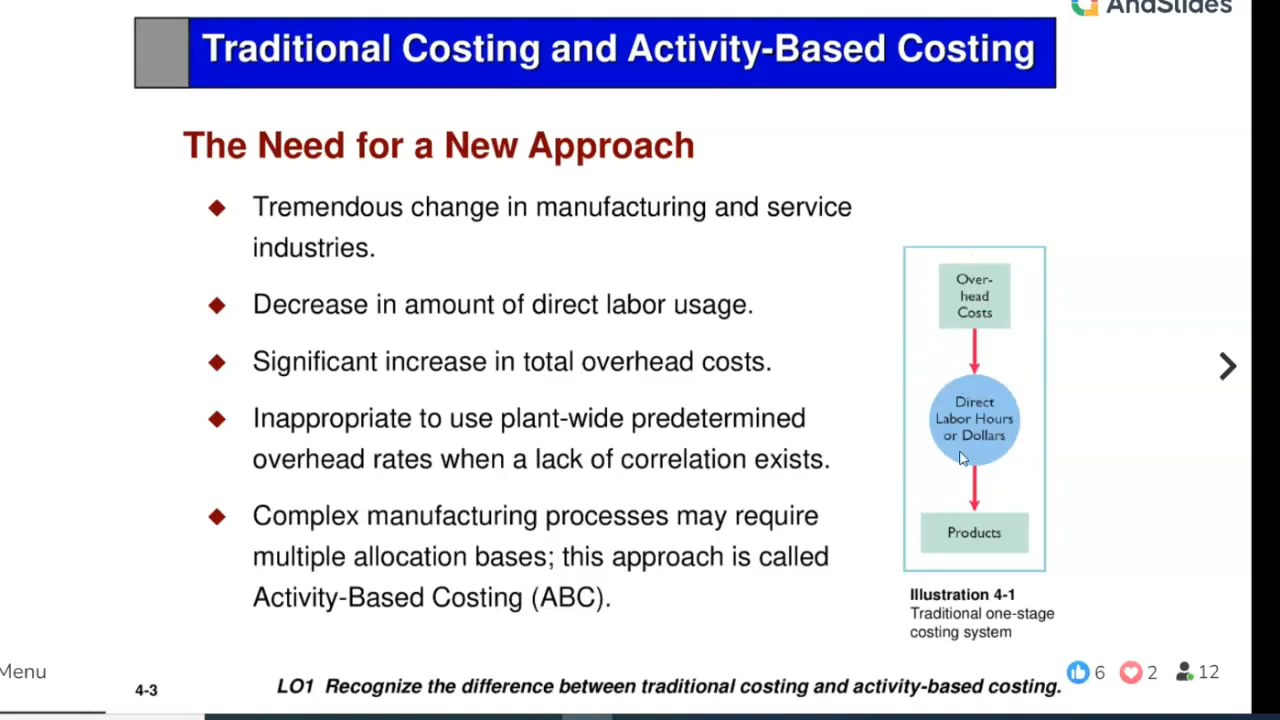 AhaSlides
Traditional Costing and Activity-Based Costing
The Need for a New Approach
Tremendous change in manufacturing and service
industries.
Decrease in amount of direct labor usage.
Significant increase in total overhead costs.
Inappropriate to use plant-wide predetermined
overhead rates when a lack of correlation exists.
Complex manufacturing processes may require
multiple allocation bases; this approach is called
Activity-Based Costing (ABC).
Over-
head
Costs
Direct
Labor Hours
or Dollars
Products
Illustration 4-1
Traditional one-stage
costing system
Menu
4-3
LO1 Recognize the difference between traditional costing and activity-based costing.
6
2
12